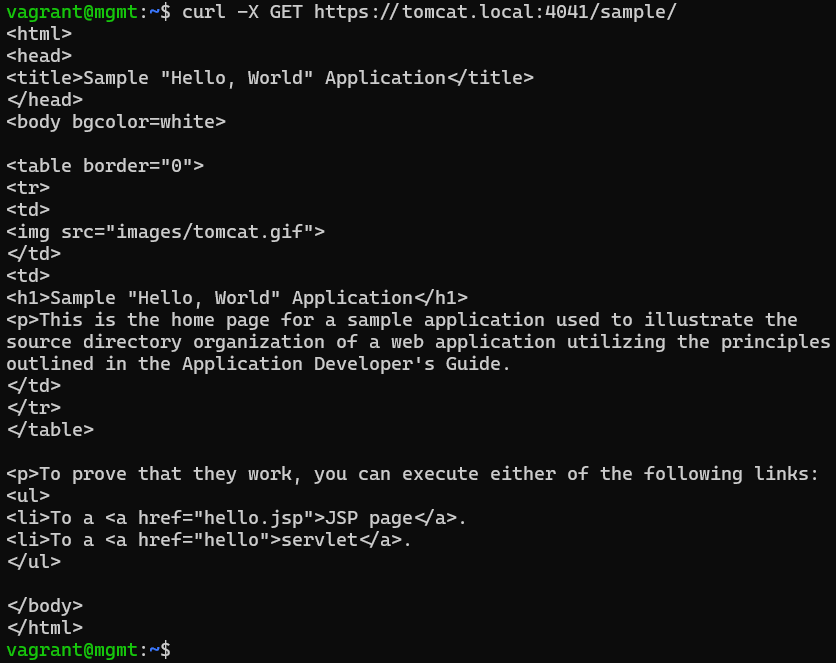 vagrant@mgmt:~$ curl -X GET https://tomcat.local:4041/sample/
<html>
<head>
<title>Sample "Hello, World" Application</title>
</head>
<body bgcolor=white>
<table border="0">
<tr>
<td>
<img src="images/tomcat.gif">
</td>
<td>
<h1>Sample "Hello, World" Application</h1>
<p>This is the home page for a sample application used to illustrate the
source directory organization of a web application utilizing the principles
outlined in the Application Developer's Guide.
</td>
</tr>
</table>
<p>To prove that they work, you can execute either of the following links:
<ul>
<li>To a <a href="hello.jsp">JSP page</a>.
<li>To a <a href="hello">servlet</a>.
</ul>
</body>
</html>
vagrant@mgmt:~$